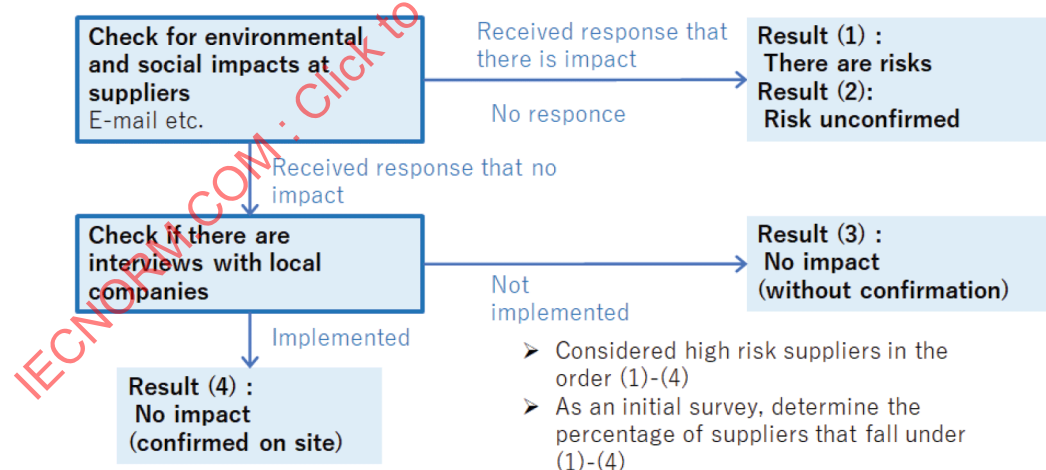 Check for environmental
and social impacts at
suppliers
E-mail etc.
Received response that
there is impact
No responce
Result (1) :
There are risks
Result (2):
Risk unconfirmed
Received response that no
impact
Check if there are
interviews with local
companies
Not
implemented
Result (3) :
No impact
(without confirmation)
Implemented
Result (4) :
No impact
(confirmed on site)
➢ Considered high risk suppliers in the
order (1)-(4)
➢ As an initial survey, determine the
percentage of suppliers that fall under
(1)-(4)
IECNORM.COM : Click to